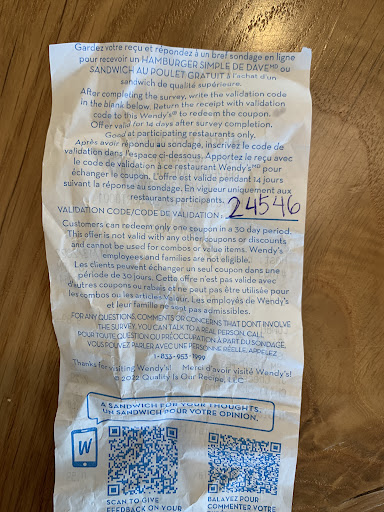 Gardez votre reçu et répondez à un bref sondage en ligne
pour recevoir un HAMBURGER SIMPLE DE DAVEᴹᴰ ou
SANDWICH AU POULET GRATUIT à l'achat d'un
sandwich de qualité supérieure.
After completing the survey, write the validation code
in the blank below. Return the receipt with validation
code to this Wendy's® to redeem the coupon.
Offer valid for 14 days after survey completion.
Good at participating restaurants only.
Après avoir répondu au sondage, inscrivez le code de
validation dans l'espace ci-dessous. Apportez le reçu avec
le code de validation à ce restaurant Wendy'sᴹᴰ pour
échanger le coupon. L'offre est valide pendant 14 jours
suivant la réponse au sondage. En vigueur uniquement aux
restaurants participants.
VALIDATION CODE/CODE DE VALIDATION: 24546
Customers can redeem only one coupon in a 30 day period.
This offer is not valid with any other coupons or discounts
and cannot be used for combos or value items. Wendy's
employees and families are not eligible.
Les clients peuvent échanger un seul coupon dans une
période de 30 jours. Cette offre n'est pas valide avec
d'autres coupons ou rabais et ne peut pas être utilisée pour
les combos ou les articles Valeur. Les employés de Wendy's
et leur famille ne sont pas admissibles.
FOR ANY QUESTIONS, COMMENTS OR CONCERNS THAT DON'T INVOLVE
THE SURVEY, YOU CAN TALK TO A REAL PERSON. CALL
POUR TOUTE QUESTION OU PRÉOCCUPATION À PART DU SONDAGE,
VOUS POUVEZ PARLER AVEC UNE PERSONNE RÉELLE, APPELEZ
1-833-953-1999
Thanks for visiting Wendy's! Merci d'avoir visité Wendy's!
© 2022 Quality Is Our Recipe, LLC
A SANDWICH FOR YOUR THOUGHTS.
UN SANDWICH POUR VOTRE OPINION.
W
SCAN TO GIVE
FEEDBACK ON YOUR
BALAYEZ POUR
COMMENTER VOTRE